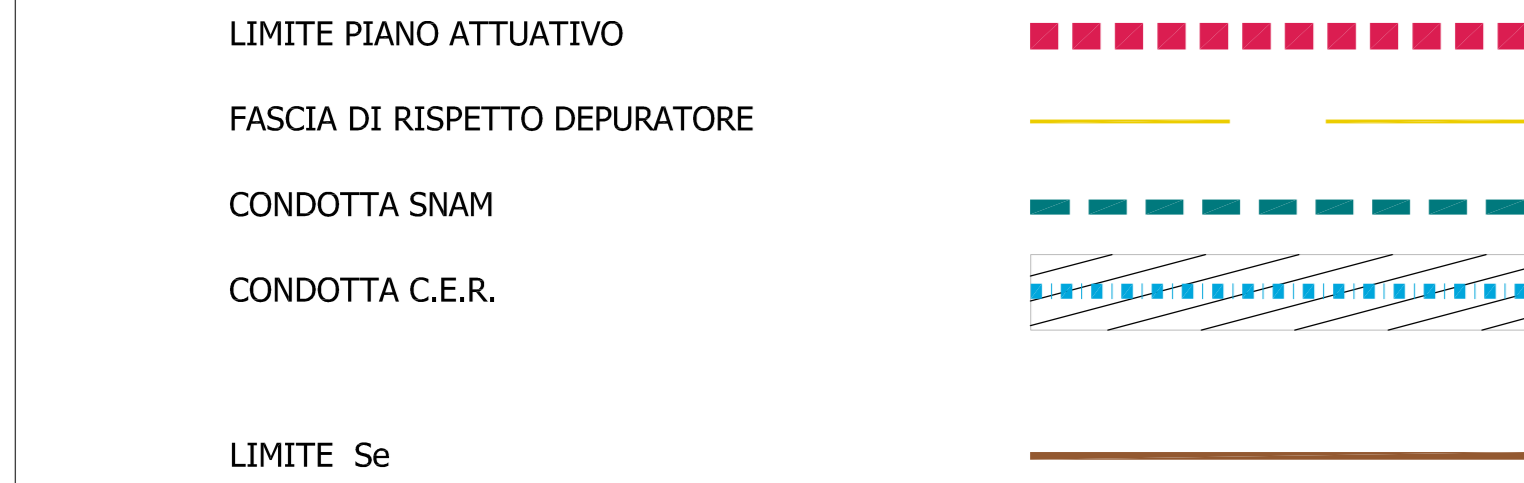 LIMITE PIANO ATTUATIVO
FASCIA DI RISPETTO DEPURATORE
CONDOTTA SNAM
CONDOTTA C.E.R.
LIMITE Se